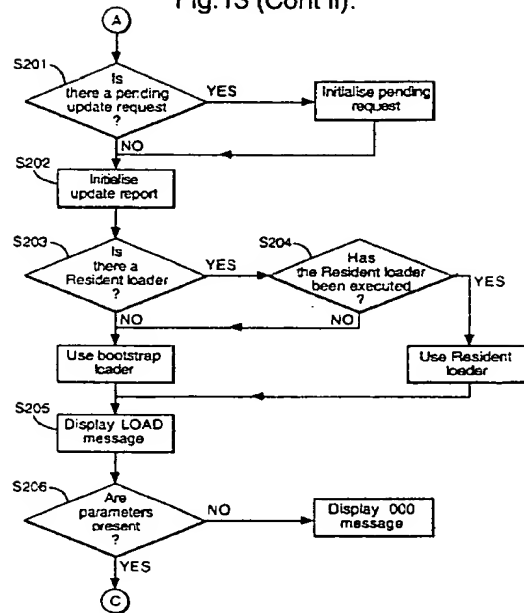 Fig.13 (Cont II).
A
S201
Is
there a pending
update request
?
YES
Initialise pending
request
NO
S202
Initialise
update report
S203
Is
there a
Resident loader
?
YES
S204
Has
the Resident loader
been executed
?
YES
NO
NO
Use bootstrap
loader
Use Resident
loader
S205
Display LOAD
message
S206
Are
parameters
present
?
NO
Display 000
message
YES
C